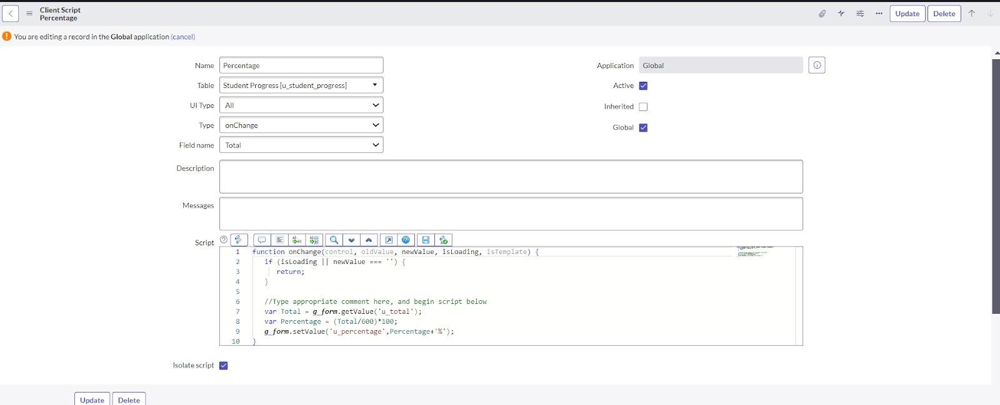 Client Script
Percentage
Update
Delete
You are editing a record in the Global application (cancel)
Name
Percentage
Application
Global
Table
Student Progress [u_student_progress]
Active
UI Type
All
Inherited
Type
onChange
Global
Field name
Total
Description
Messages
Script
1 function onChange(control, oldValue, newValue, isLoading, isTemplate) {
2 if (isLoading || newValue === '') {
3 return;
4 }
5
6 //Type appropriate comment here, and begin script below
7 var Total = g_form.getValue('u_total');
8 var Percentage = (Total/600)*100;
9 g_form.setValue('u_percentage',Percentage+'%');
10 }
Isolate script
Update
Delete